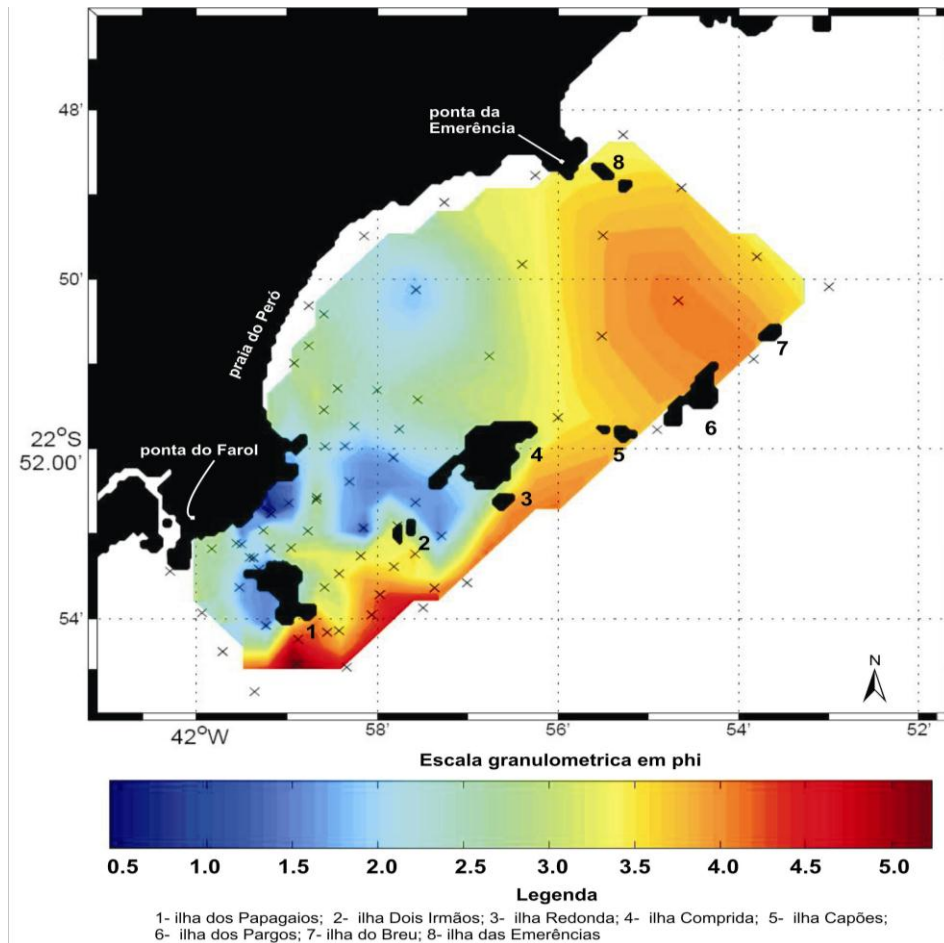 ponta da
Emerência
48'
8
50'
praia do Peró
7
6
22°S
52.00'
ponta do Farol
4
5
3
2
54'
1
N
42°W
58'
56'
54'
52'
Escala granulometrica em phi
0.5 1.0 1.5 2.0 2.5 3.0 3.5 4.0 4.5 5.0
Legenda
1- ilha dos Papagaios; 2- ilha Dois Irmãos; 3- ilha Redonda; 4- ilha Comprida; 5- ilha Capões;
6- ilha dos Pargos; 7- ilha do Breu; 8- ilha das Emerências